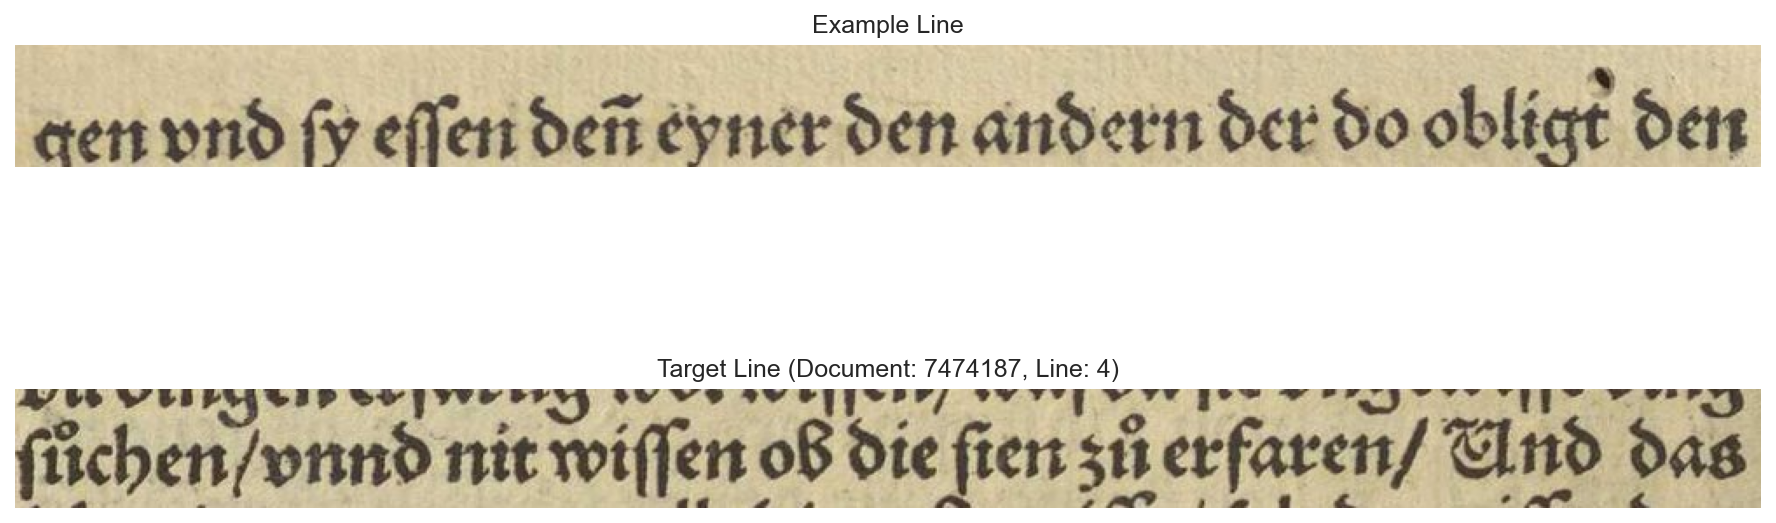 Example Line
gen vnd ſy eſſen deñ eyner den andern der do obligt den
Target Line (Document: 7474187, Line: 4)
ſůchen/vnnd nit wiſſen ob die ſien zů erfaren/ Vnd das